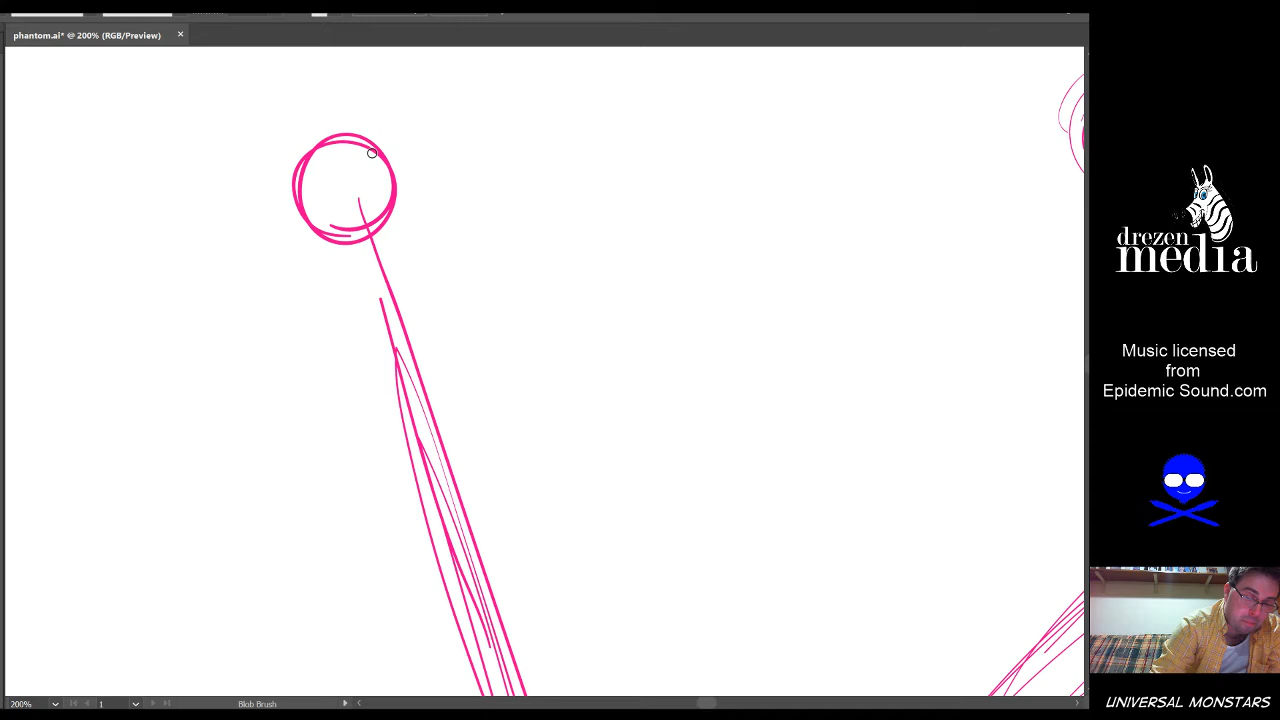 phantom.ai* @ 200% (RGB/Preview)
drezen
media
Music licensed
from
Epidemic Sound.com
200%
1
Blob Brush
UNIVERSAL MONSTARS